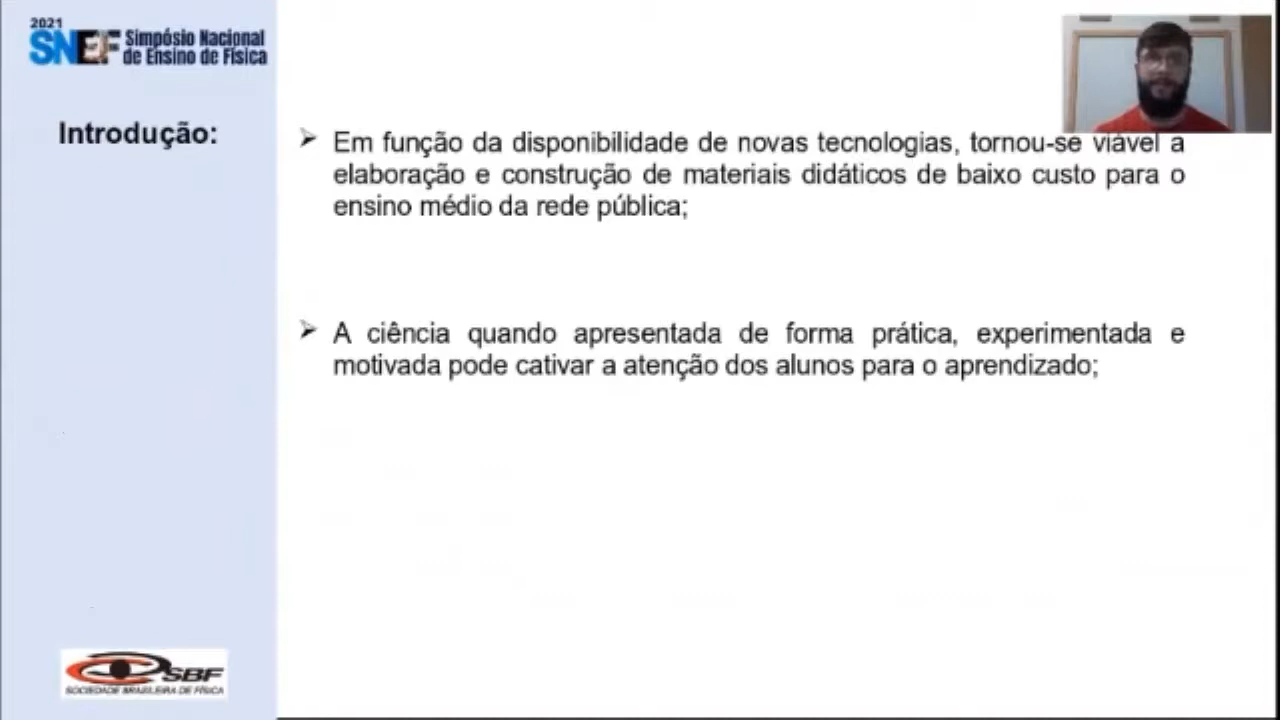 2021
SNEF Simpósio Nacional
de Ensino de Física
Introdução:
Em função da disponibilidade de novas tecnologias, tornou-se viável a
elaboração e construção de materiais didáticos de baixo custo para o
ensino médio da rede pública;
A ciência quando apresentada de forma prática, experimentada e
motivada pode cativar a atenção dos alunos para o aprendizado;
SBF
SOCIEDADE BRASILEIRA DE FÍSICA